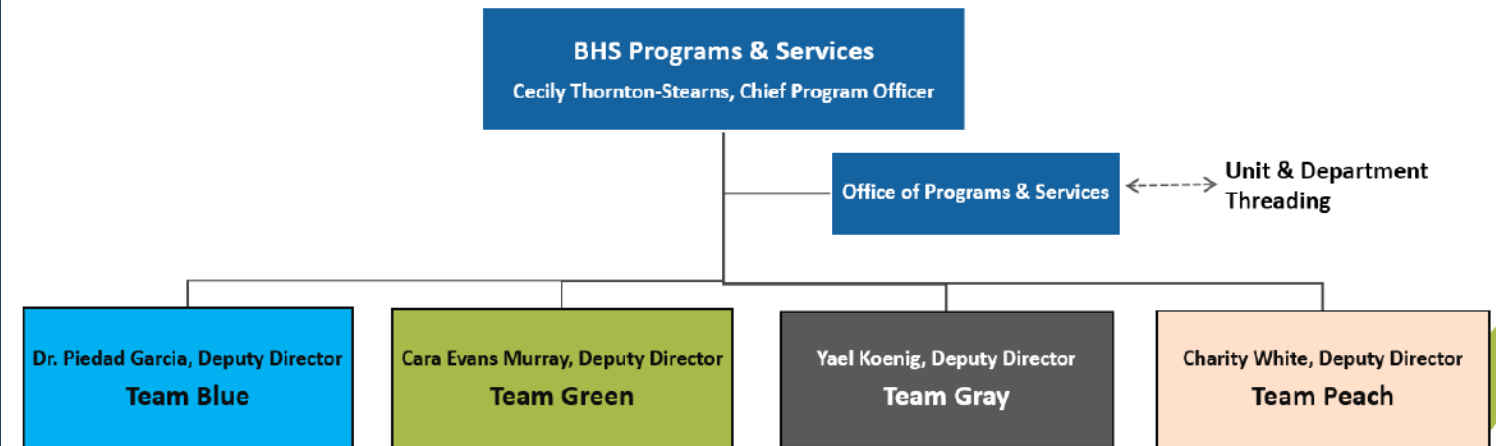 BHS Programs & Services
Cecily Thornton-Stearns, Chief Program Officer
Office of Programs & Services
Unit & Department
Threading
Dr. Piedad Garcia, Deputy Director
Team Blue
Cara Evans Murray, Deputy Director
Team Green
Yael Koenig, Deputy Director
Team Gray
Charity White, Deputy Director
Team Peach